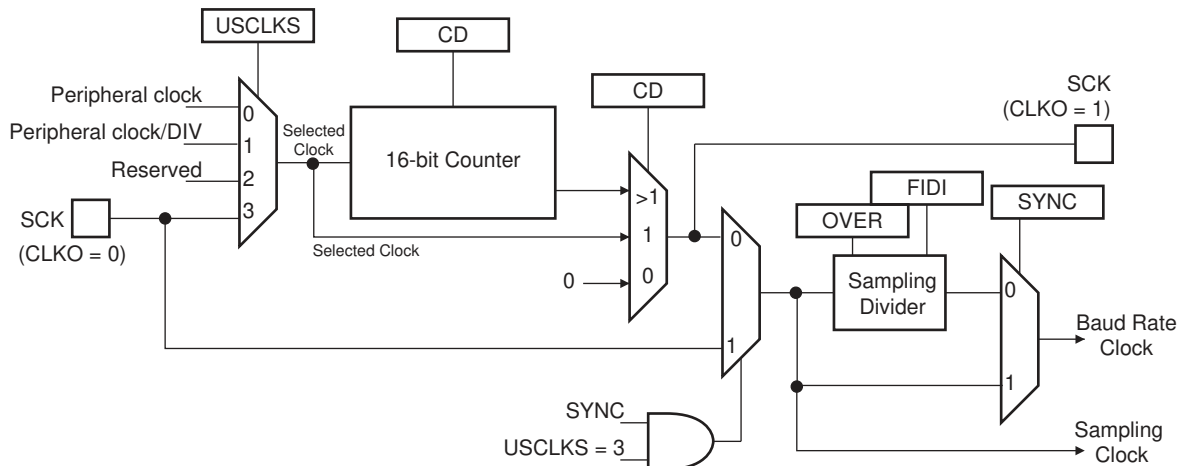 USCLKS
CD
CD
SCK
(CLKO = 1)
Peripheral clock
0
Peripheral clock/DIV
1
Selected
Clock
16-bit Counter
Reserved
2
SCK
3
(CLKO = 0)
Selected Clock
>1
1
0
0
0
1
FIDI
OVER
SYNC
Sampling
Divider
0
1
Baud Rate
Clock
SYNC
USCLKS = 3
Sampling
Clock